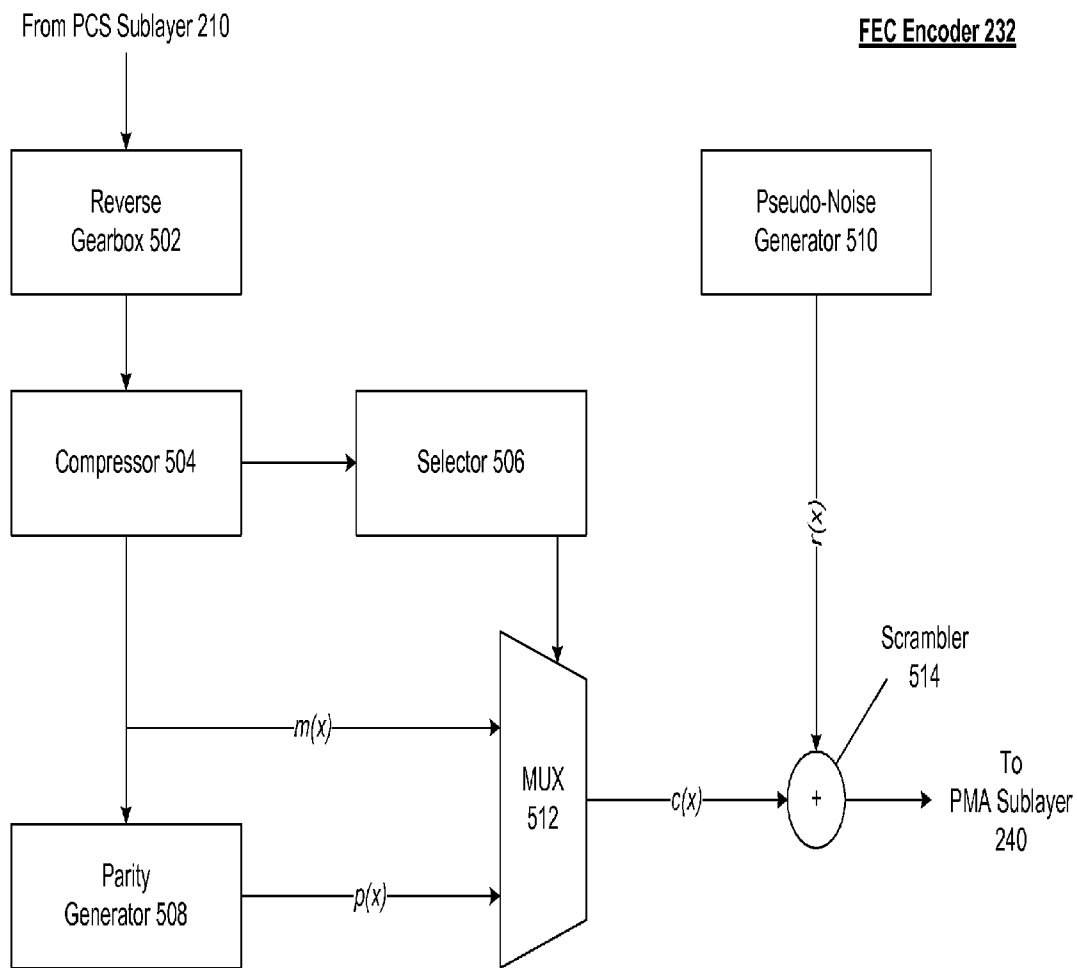 From PCS Sublayer 210
FEC Encoder 232
Reverse
Gearbox 502
Pseudo-Noise
Generator 510
Compressor 504
Selector 506
r(x)
Scrambler
514
m(x)
MUX
512
c(x)
+
To
PMA Sublayer
240
Parity
Generator 508
p(x)